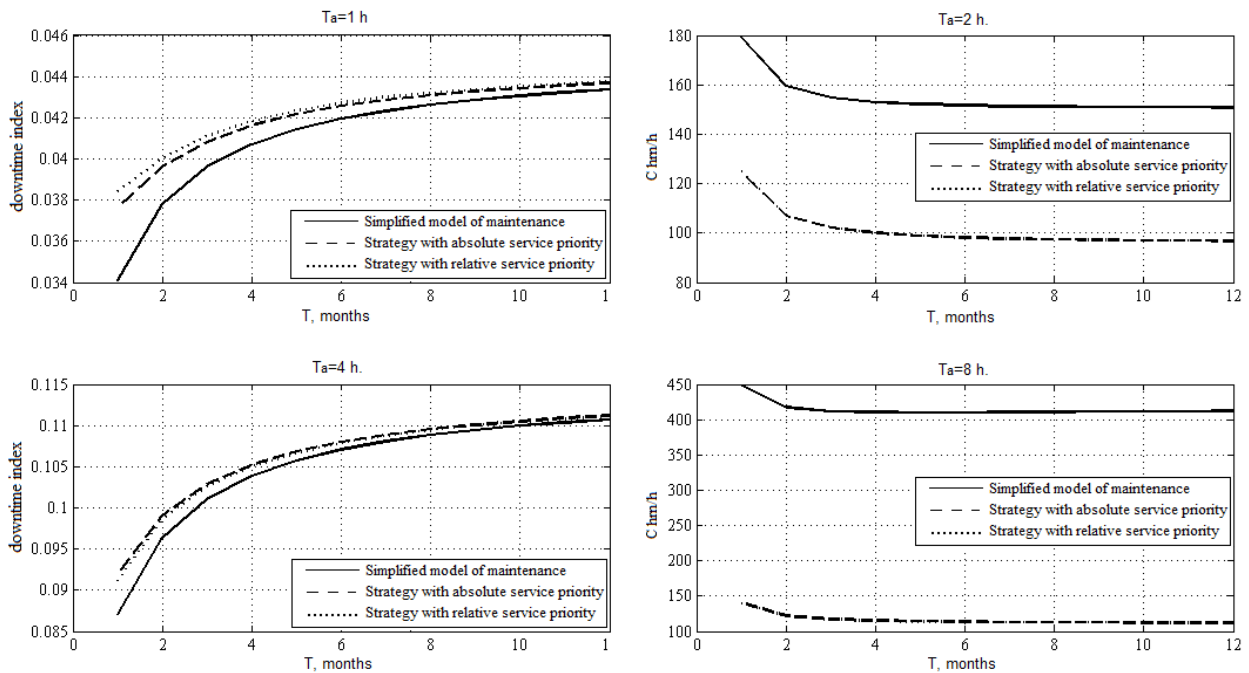 Ta=1 h
0.046
0.044
0.042
0.04
0.038
0.036
0.034
downtime index
Simplified model of maintenance
Strategy with absolute service priority
Strategy with relative service priority
0 2 4 6 8 10 1
T, months
Ta=2 h.
180
160
140
120
100
80
C hm/h
Simplified model of maintenance
Strategy with absolute service priority
Strategy with relative service priority
0 2 4 6 8 10 12
T, months
Ta=4 h.
0.115
0.11
0.105
0.1
0.095
0.09
0.085
downtime index
Simplified model of maintenance
Strategy with absolute service priority
Strategy with relative service priority
0 2 4 6 8 10 1
T, months
Ta=8 h.
450
400
350
300
250
200
150
100
C hm/h
Simplified model of maintenance
Strategy with absolute service priority
Strategy with relative service priority
0 2 4 6 8 10 12
T, months